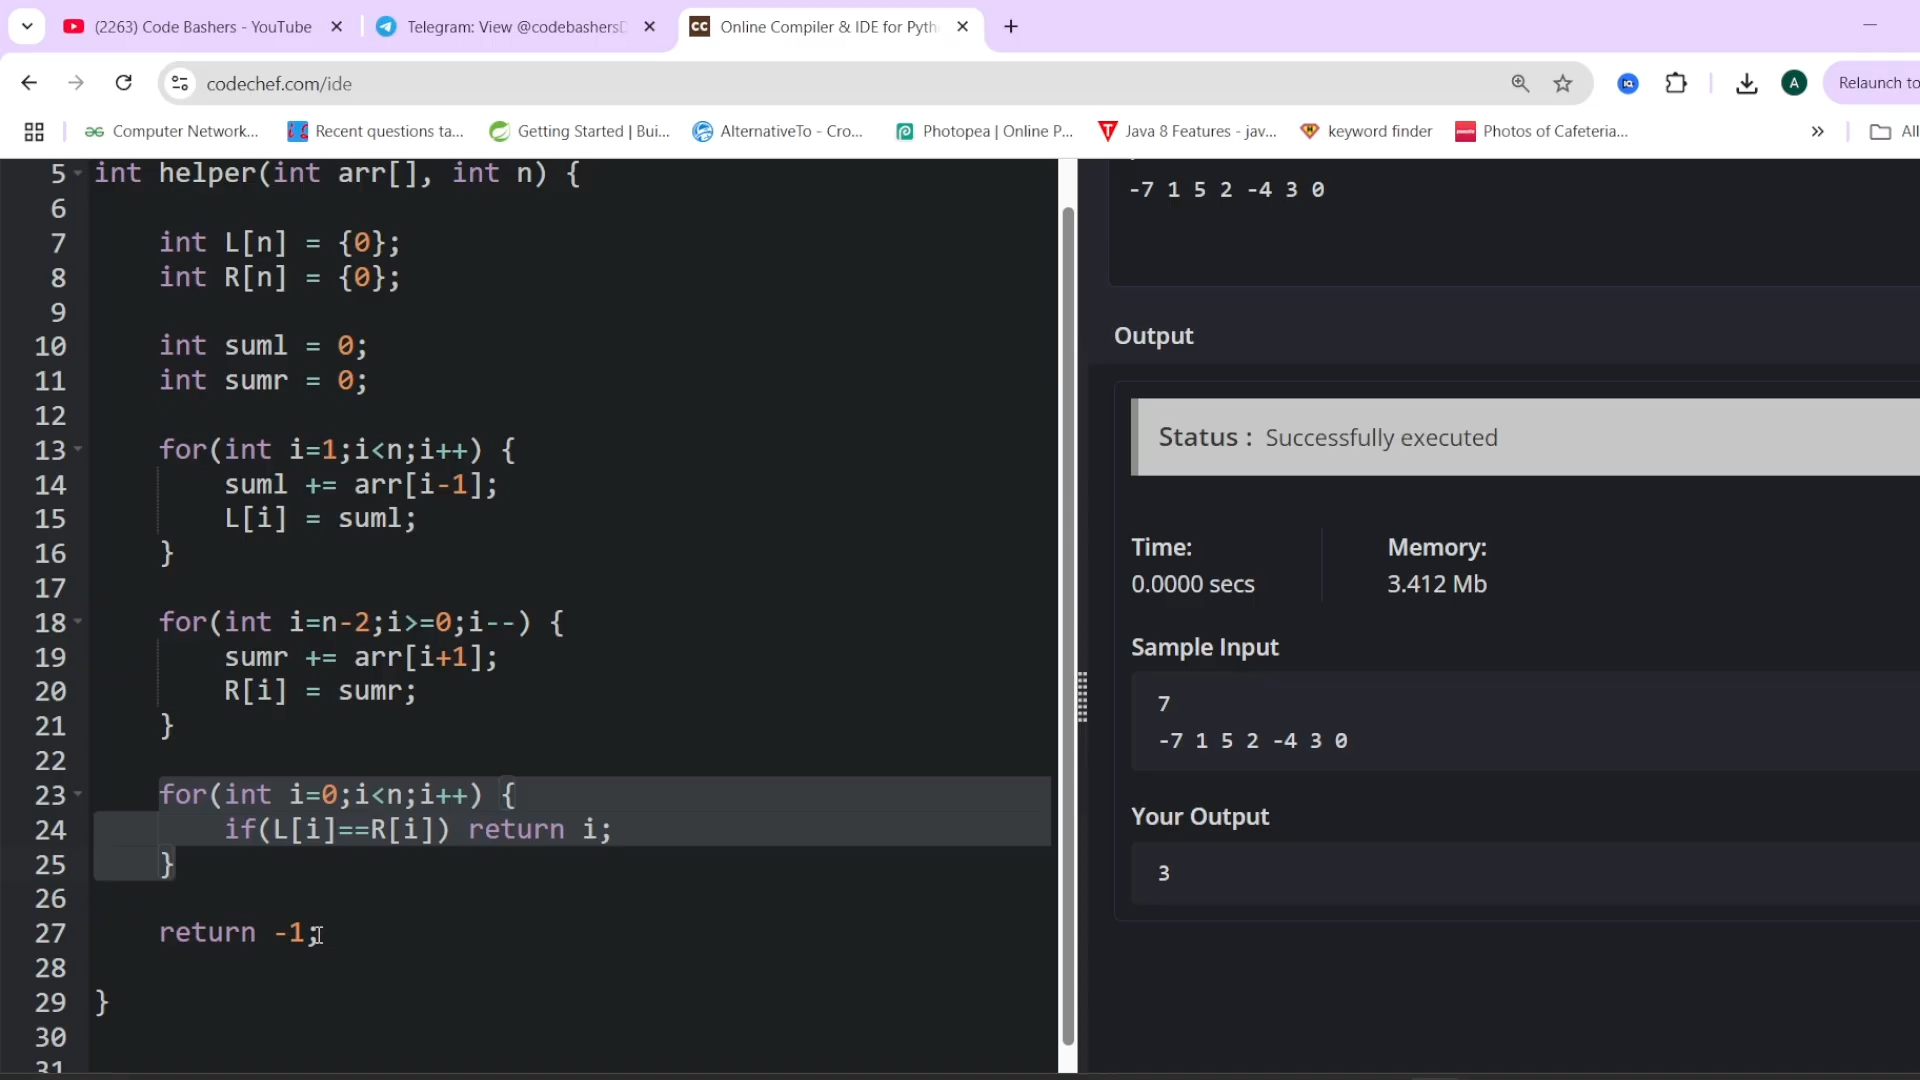 (2263) Code Bashers - YouTube
Telegram: View @codebashers
Online Compiler & IDE for Pyth
codechef.com/ide
Relaunch to
Computer Network...
Recent questions ta...
Getting Started | Bui...
AlternativeTo - Cro...
Photopea | Online P...
Java 8 Features - jav...
keyword finder
Photos of Cafeteria...
All
5 int helper(int arr[], int n) {
6
7 int L[n] = {0};
8 int R[n] = {0};
9
10 int suml = 0;
11 int sumr = 0;
12
13 for(int i=1;i<n;i++) {
14 suml += arr[i-1];
15 L[i] = suml;
16 }
17
18 for(int i=n-2;i>=0;i--) {
19 sumr += arr[i+1];
20 R[i] = sumr;
21 }
22
23 for(int i=0;i<n;i++) {
24 if(L[i]==R[i]) return i;
25 }
26
27 return -1;
28
29 }
30
31
-7 1 5 2 -4 3 0
Output
Status : Successfully executed
Time:
0.0000 secs
Memory:
3.412 Mb
Sample Input
7
-7 1 5 2 -4 3 0
Your Output
3